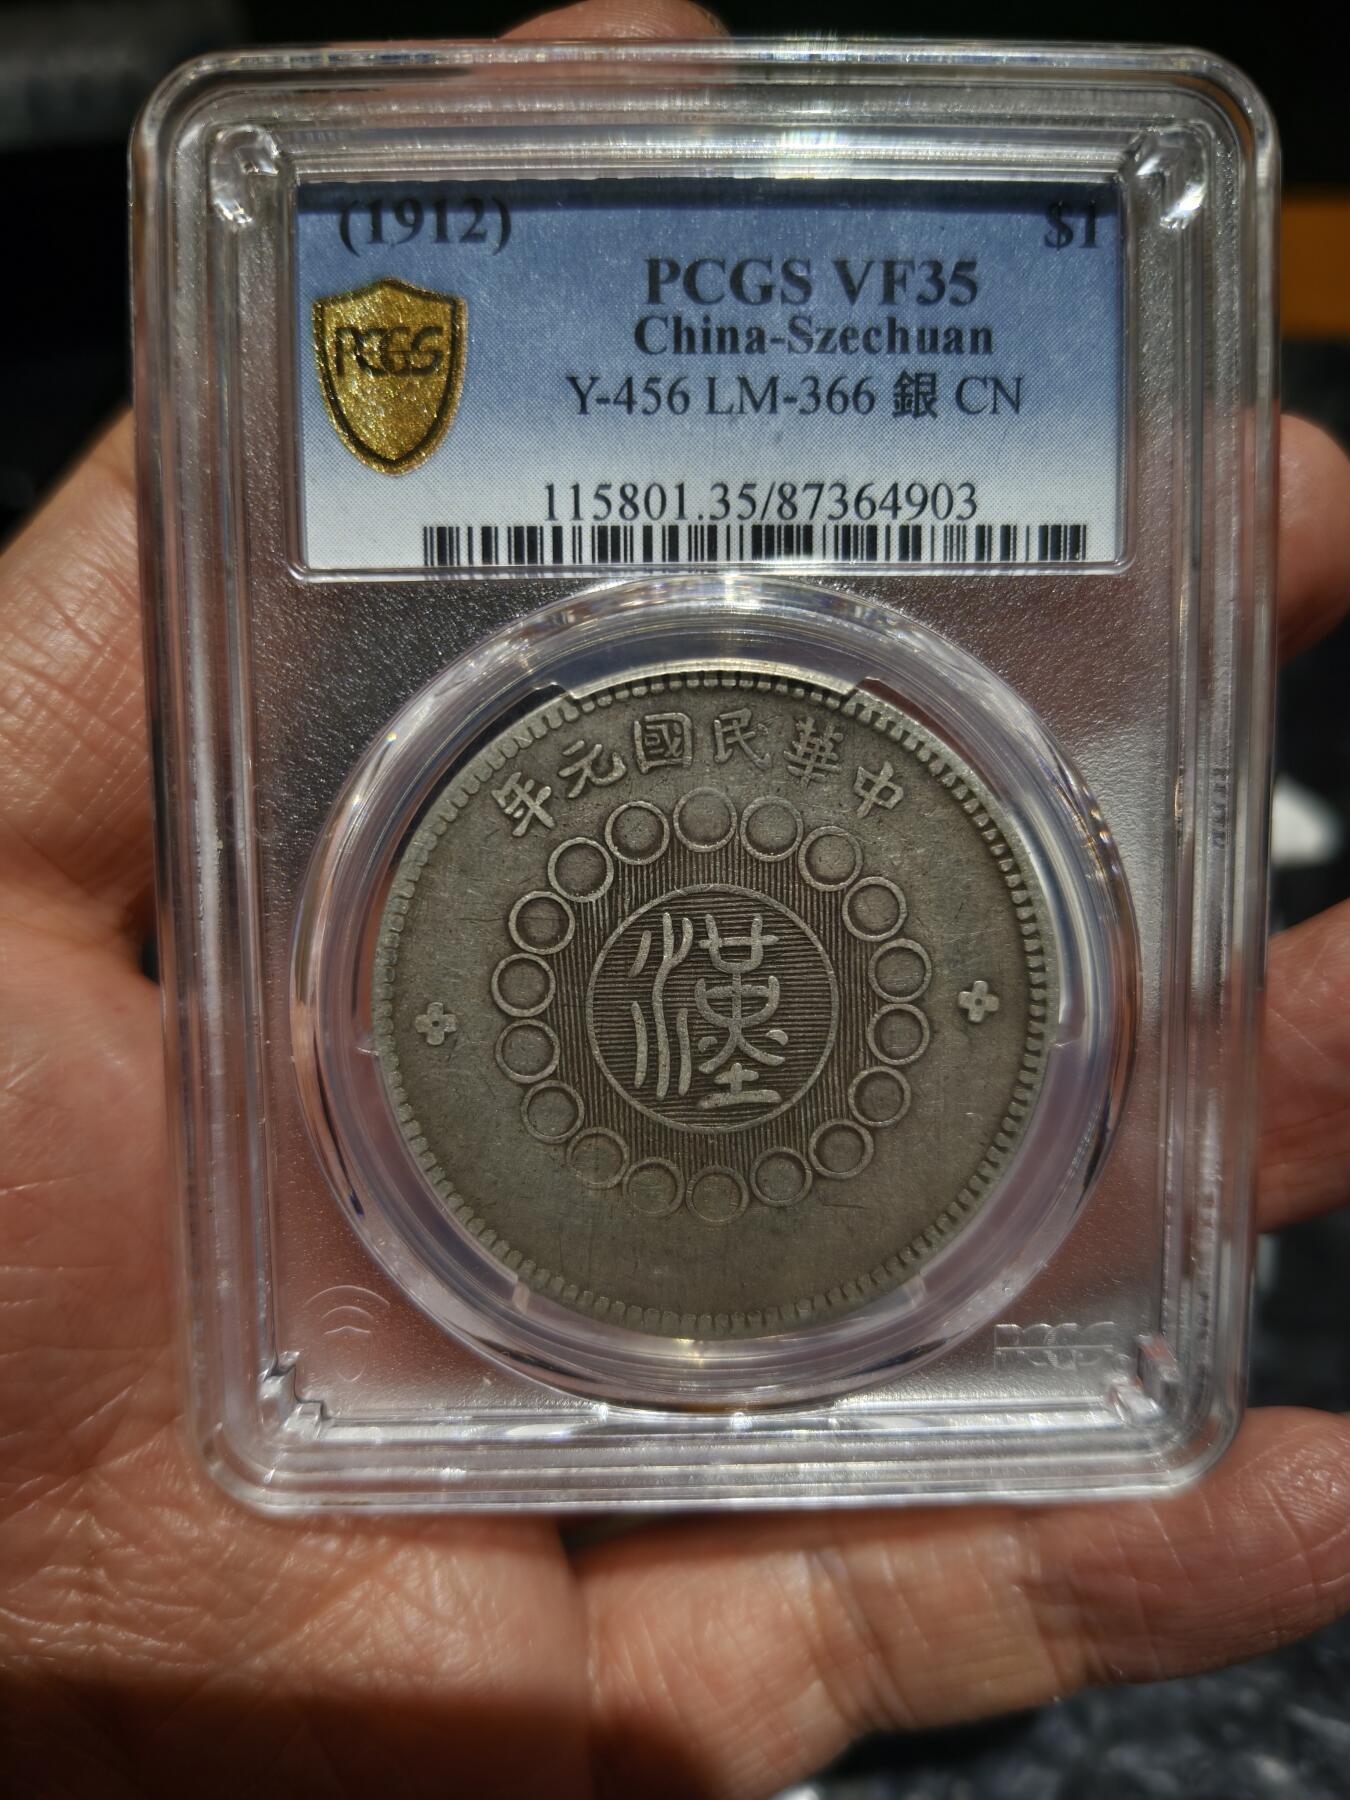 (1912) $1
PCGS VF35
China-Szechuan
Y-456 LM-366 銀 CN
115801.35/87364903
PCGS
中華民國元年
漢
PCGS